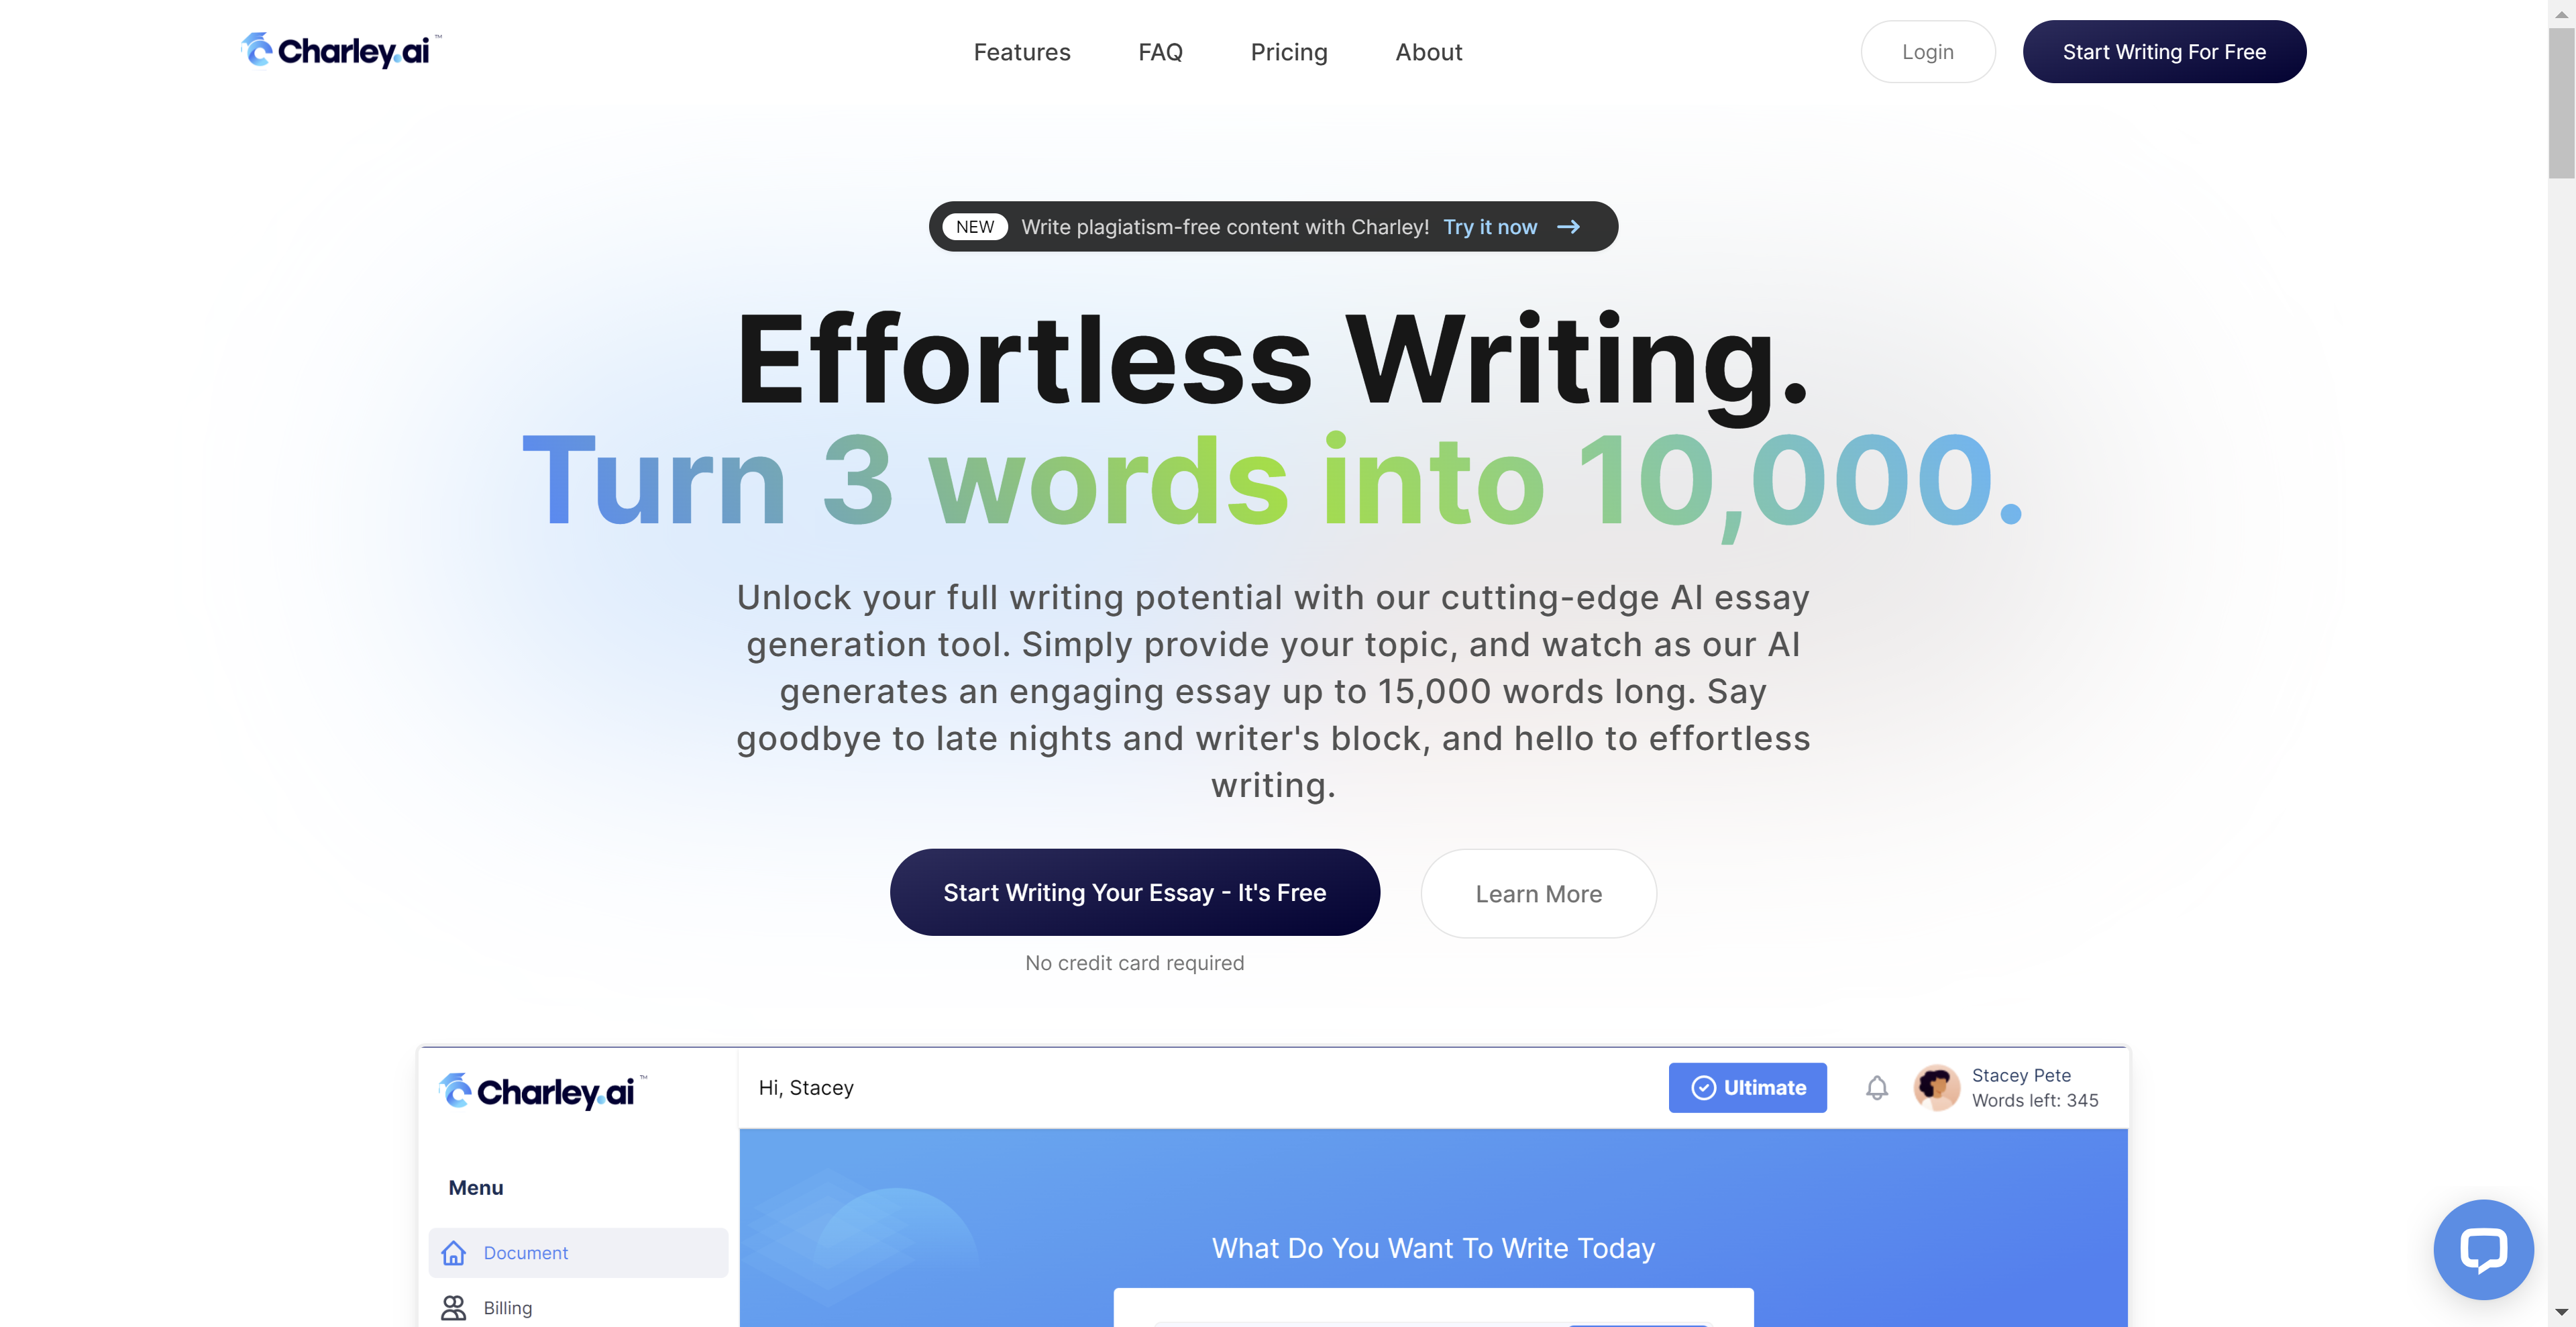 Charley.ai ™
Features FAQ Pricing About
Login
Start Writing For Free
NEW Write plagiatism-free content with Charley! Try it now →
Effortless Writing.
Turn 3 words into 10,000.
Unlock your full writing potential with our cutting-edge AI essay
generation tool. Simply provide your topic, and watch as our AI
generates an engaging essay up to 15,000 words long. Say
goodbye to late nights and writer's block, and hello to effortless
writing.
Start Writing Your Essay - It's Free
Learn More
No credit card required
Charley.ai ™
Hi, Stacey
Ultimate
Stacey Pete
Words left: 345
Menu
Document
Billing
What Do You Want To Write Today